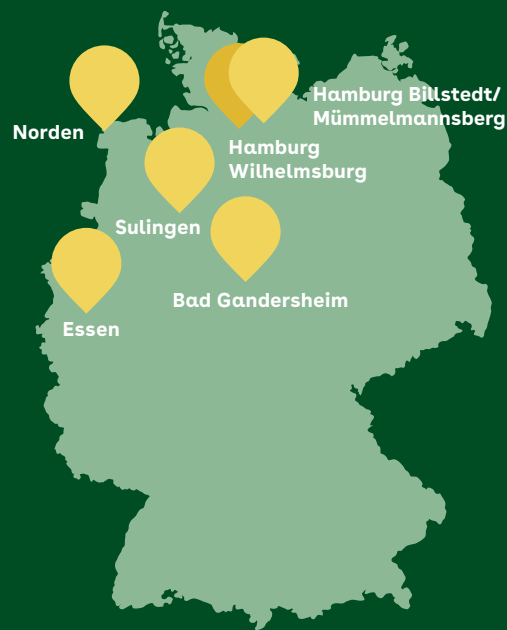 Hamburg Billstedt/
Mümmelmannsberg
Norden
Hamburg
Wilhelmsburg
Sulingen
Bad Gandersheim
Essen